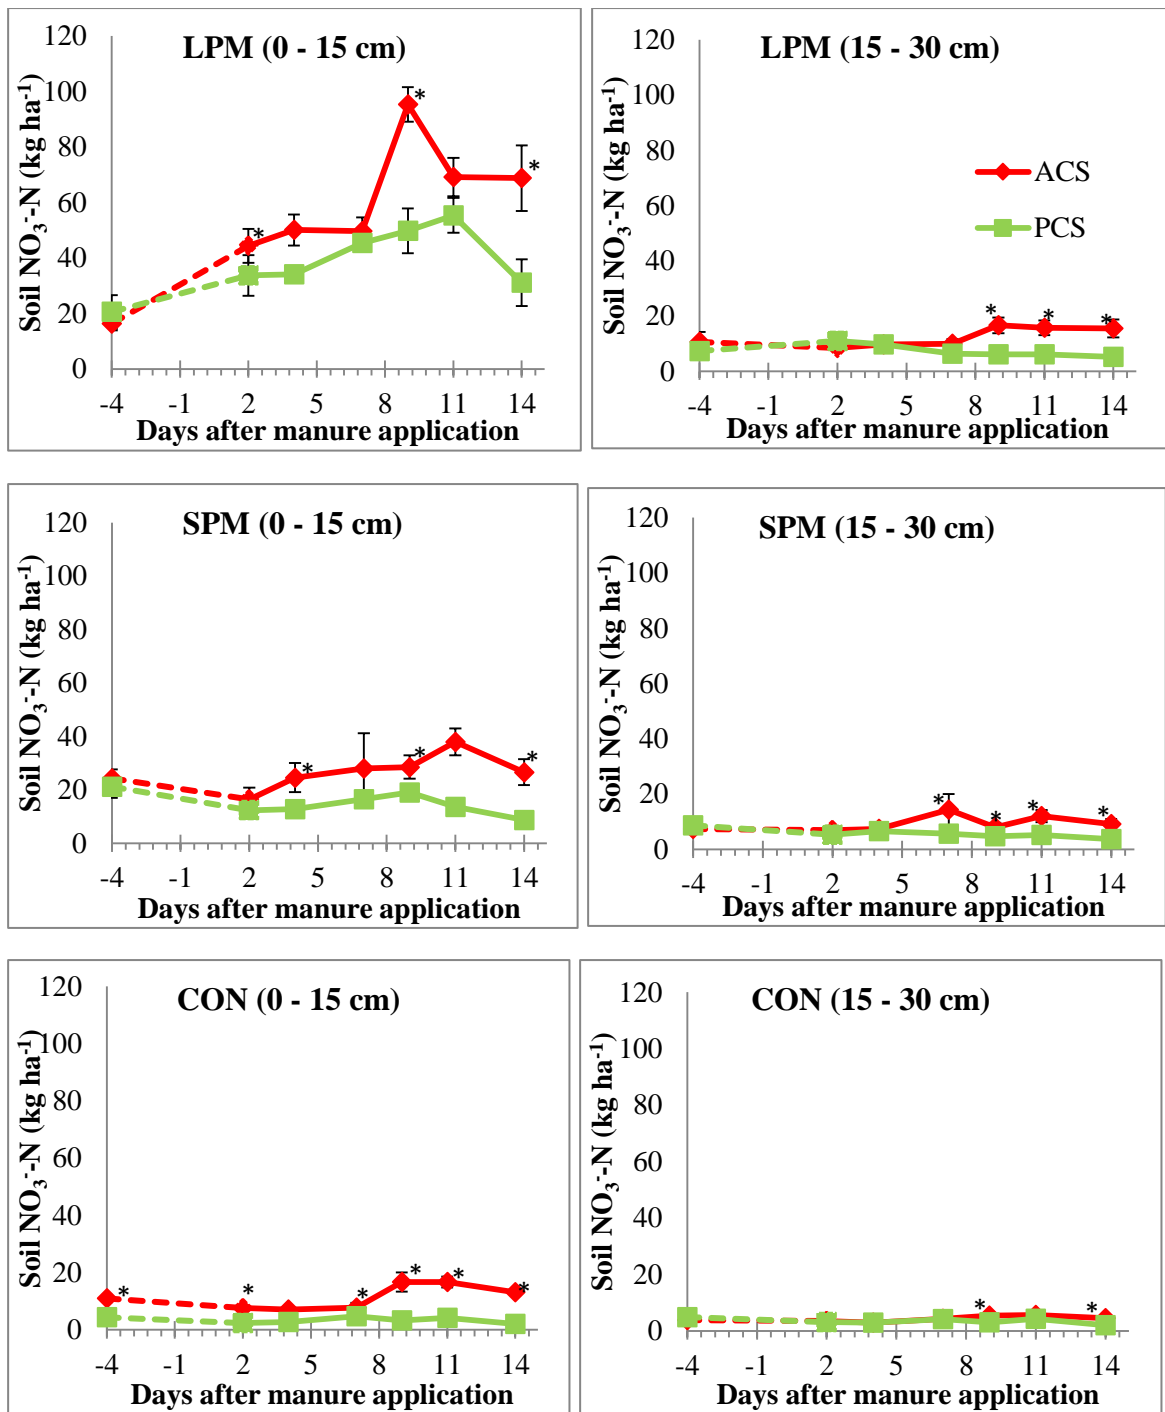 LPM (0 - 15 cm)
Soil NO₃⁻-N (kg ha⁻¹)
120
100
80
60
40
20
0
-4 -1 2 5 8 11 14
Days after manure application
* * *
LPM (15 - 30 cm)
Soil NO₃⁻-N (kg ha⁻¹)
120
100
80
60
40
20
0
-4 -1 2 5 8 11 14
Days after manure application
ACS
PCS
* * *
SPM (0 - 15 cm)
Soil NO₃⁻-N (kg ha⁻¹)
120
100
80
60
40
20
0
-4 -1 2 5 8 11 14
Days after manure application
* * *
SPM (15 - 30 cm)
Soil NO₃⁻-N (kg ha⁻¹)
120
100
80
60
40
20
0
-4 -1 2 5 8 11 14
Days after manure application
* * * *
CON (0 - 15 cm)
Soil NO₃⁻-N (kg ha⁻¹)
120
100
80
60
40
20
0
-4 -1 2 5 8 11 14
Days after manure application
* * * * * *
CON (15 - 30 cm)
Soil NO₃⁻-N (kg ha⁻¹)
120
100
80
60
40
20
0
-4 -1 2 5 8 11 14
Days after manure application
* *